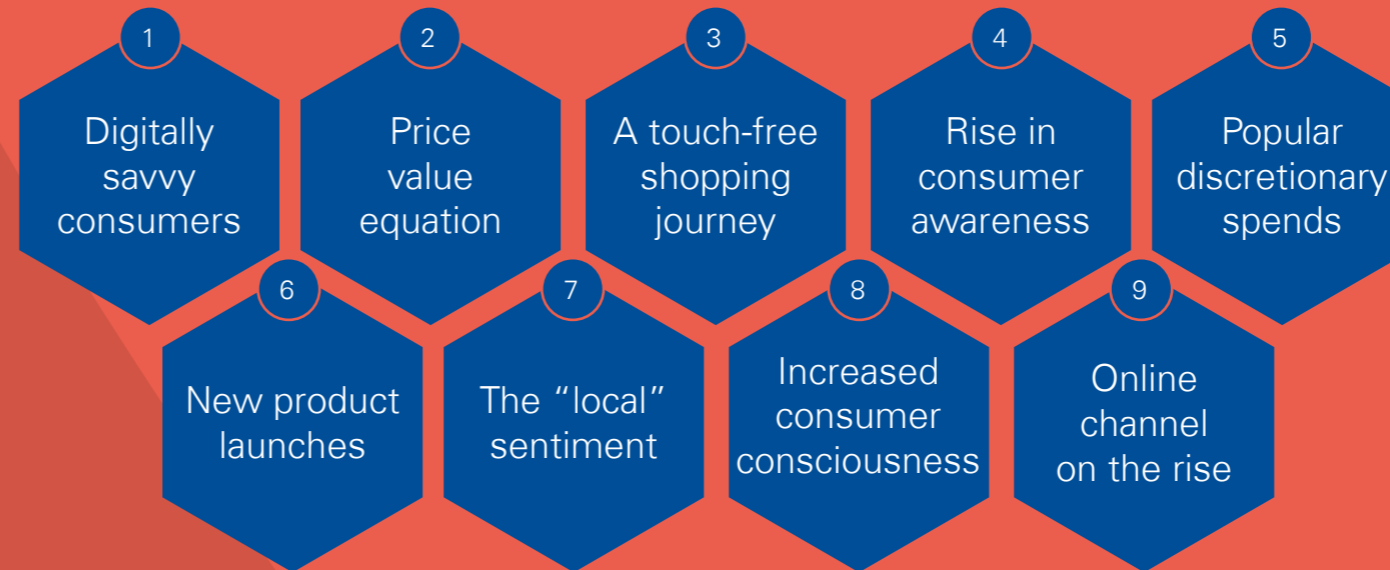 1
Digitally
savvy
consumers
2
Price
value
equation
3
A touch-free
shopping
journey
4
Rise in
consumer
awareness
5
Popular
discretionary
spends
6
New product
launches
7
The “local”
sentiment
8
Increased
consumer
consciousness
9
Online
channel
on the rise